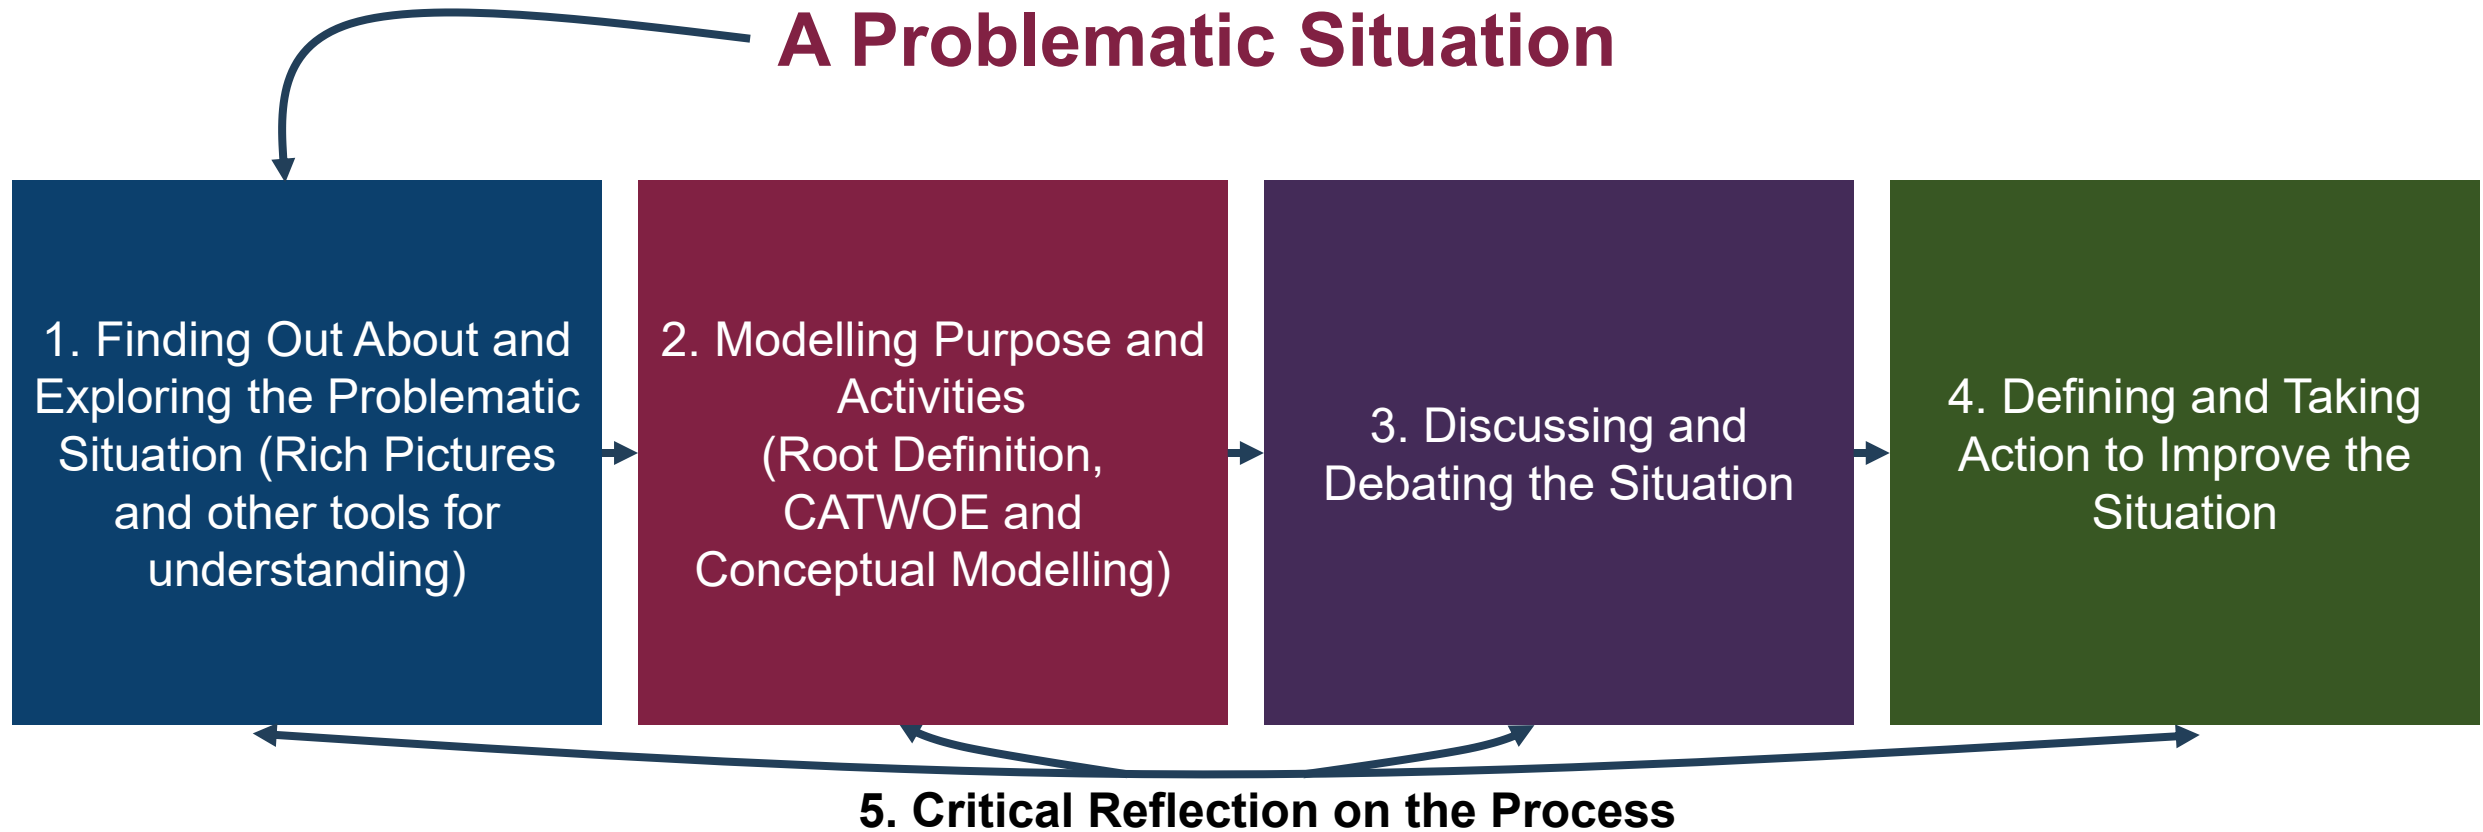 A Problematic Situation
1. Finding Out About and
Exploring the Problematic
Situation (Rich Pictures
and other tools for
understanding)
2. Modelling Purpose and
Activities
(Root Definition,
CATWOE and
Conceptual Modelling)
3. Discussing and
Debating the Situation
4. Defining and Taking
Action to Improve the
Situation
5. Critical Reflection on the Process